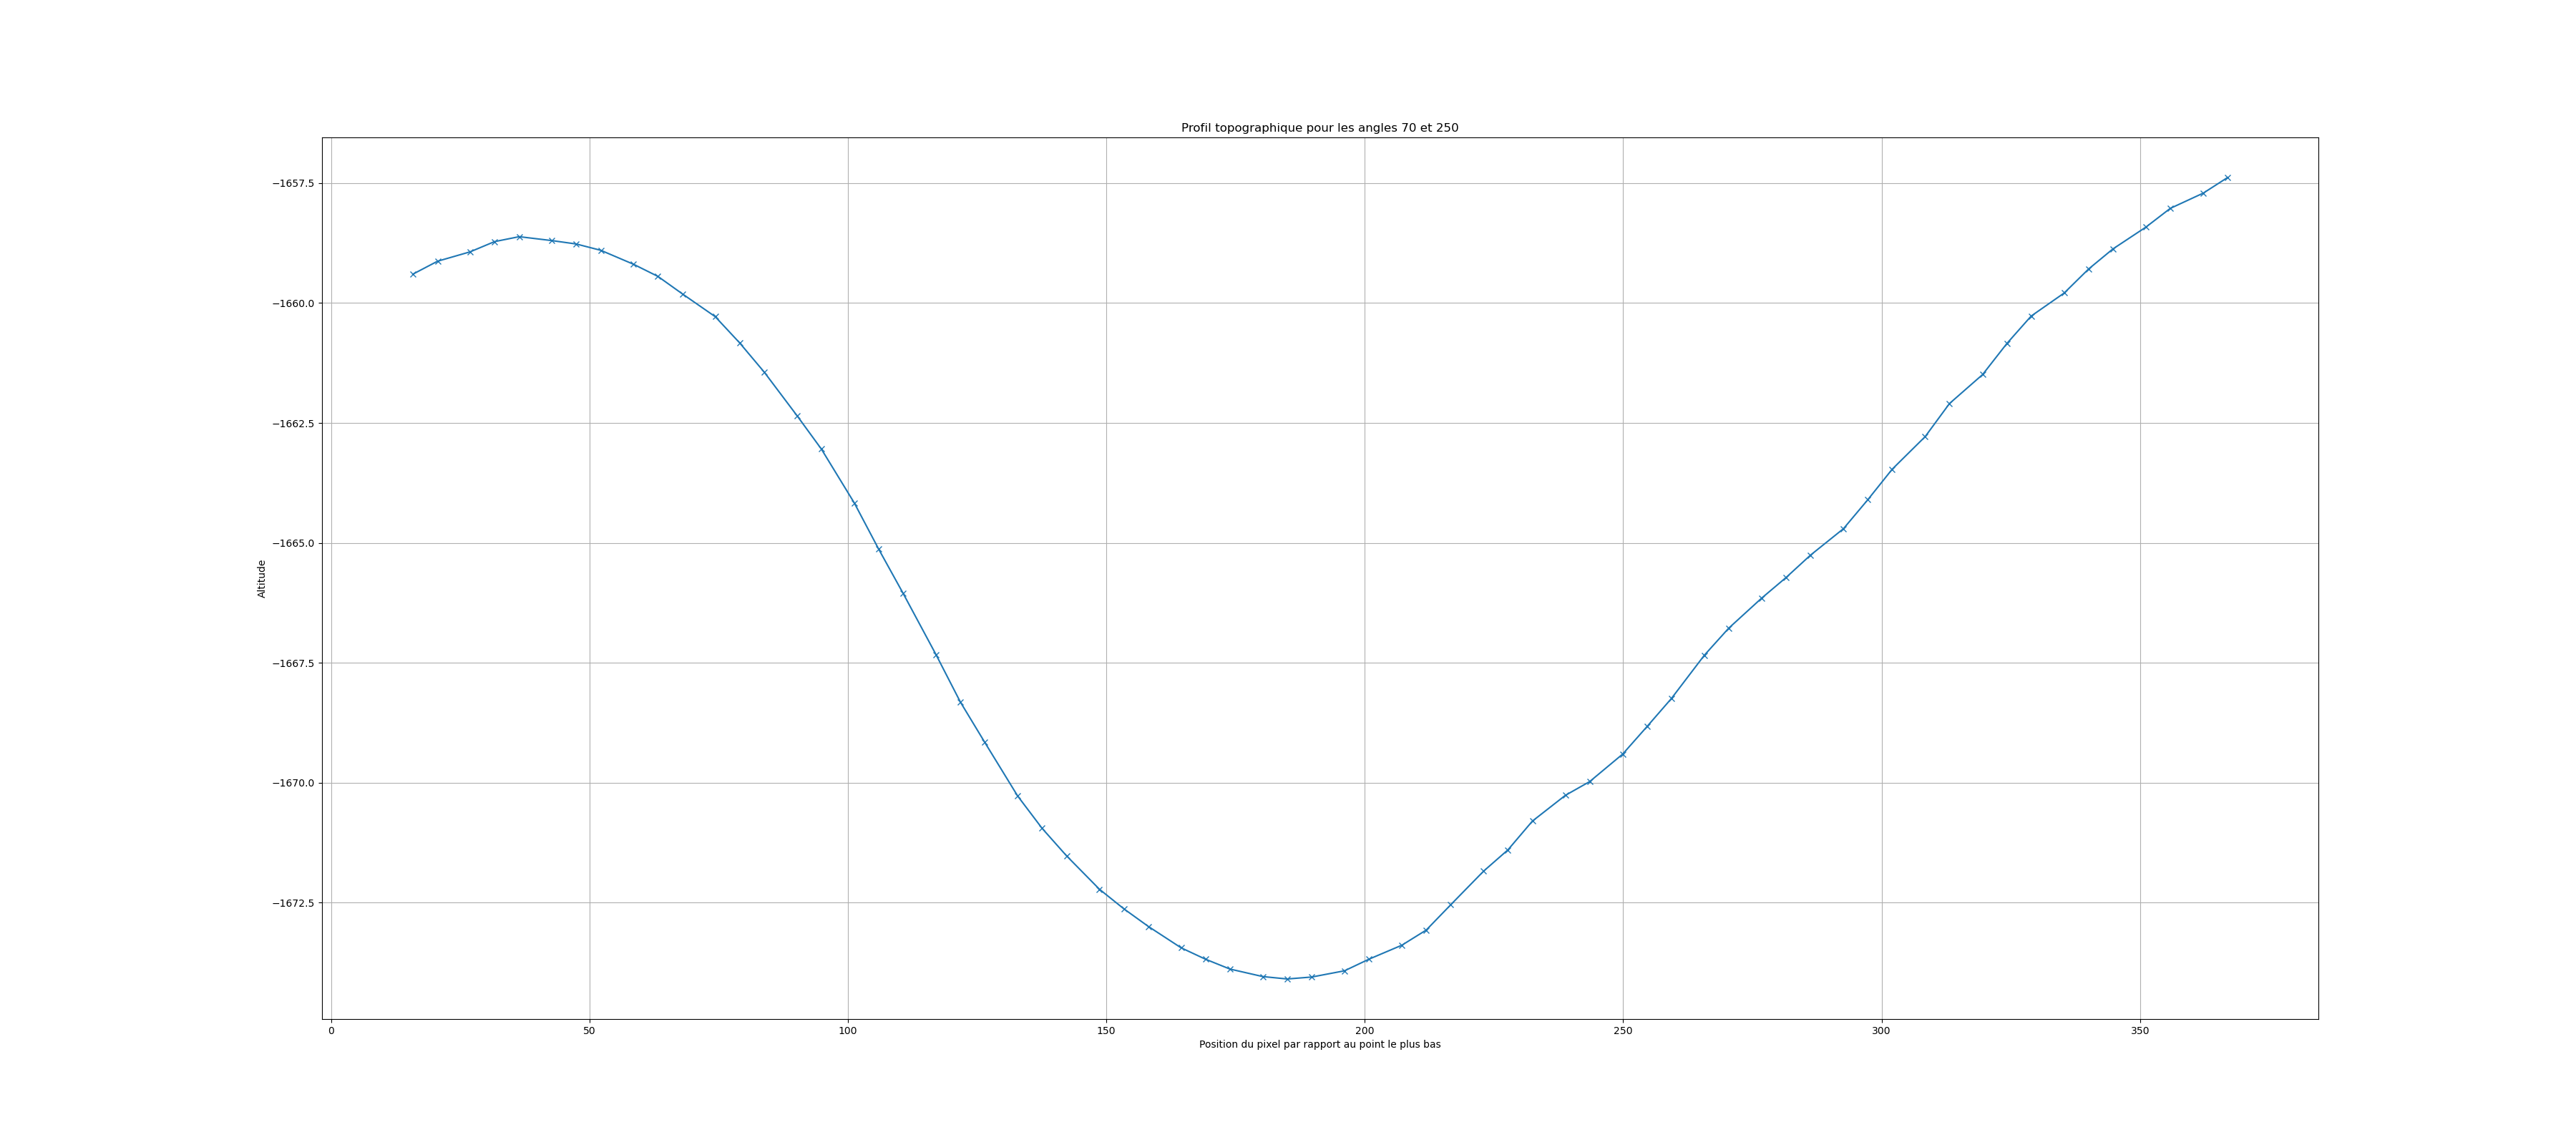 Profil topographique pour les angles 70 et 250
−1657.5
−1660.0
−1662.5
−1665.0
−1667.5
−1670.0
−1672.5
Altitude
0 50 100 150 200 250 300 350
Position du pixel par rapport au point le plus bas